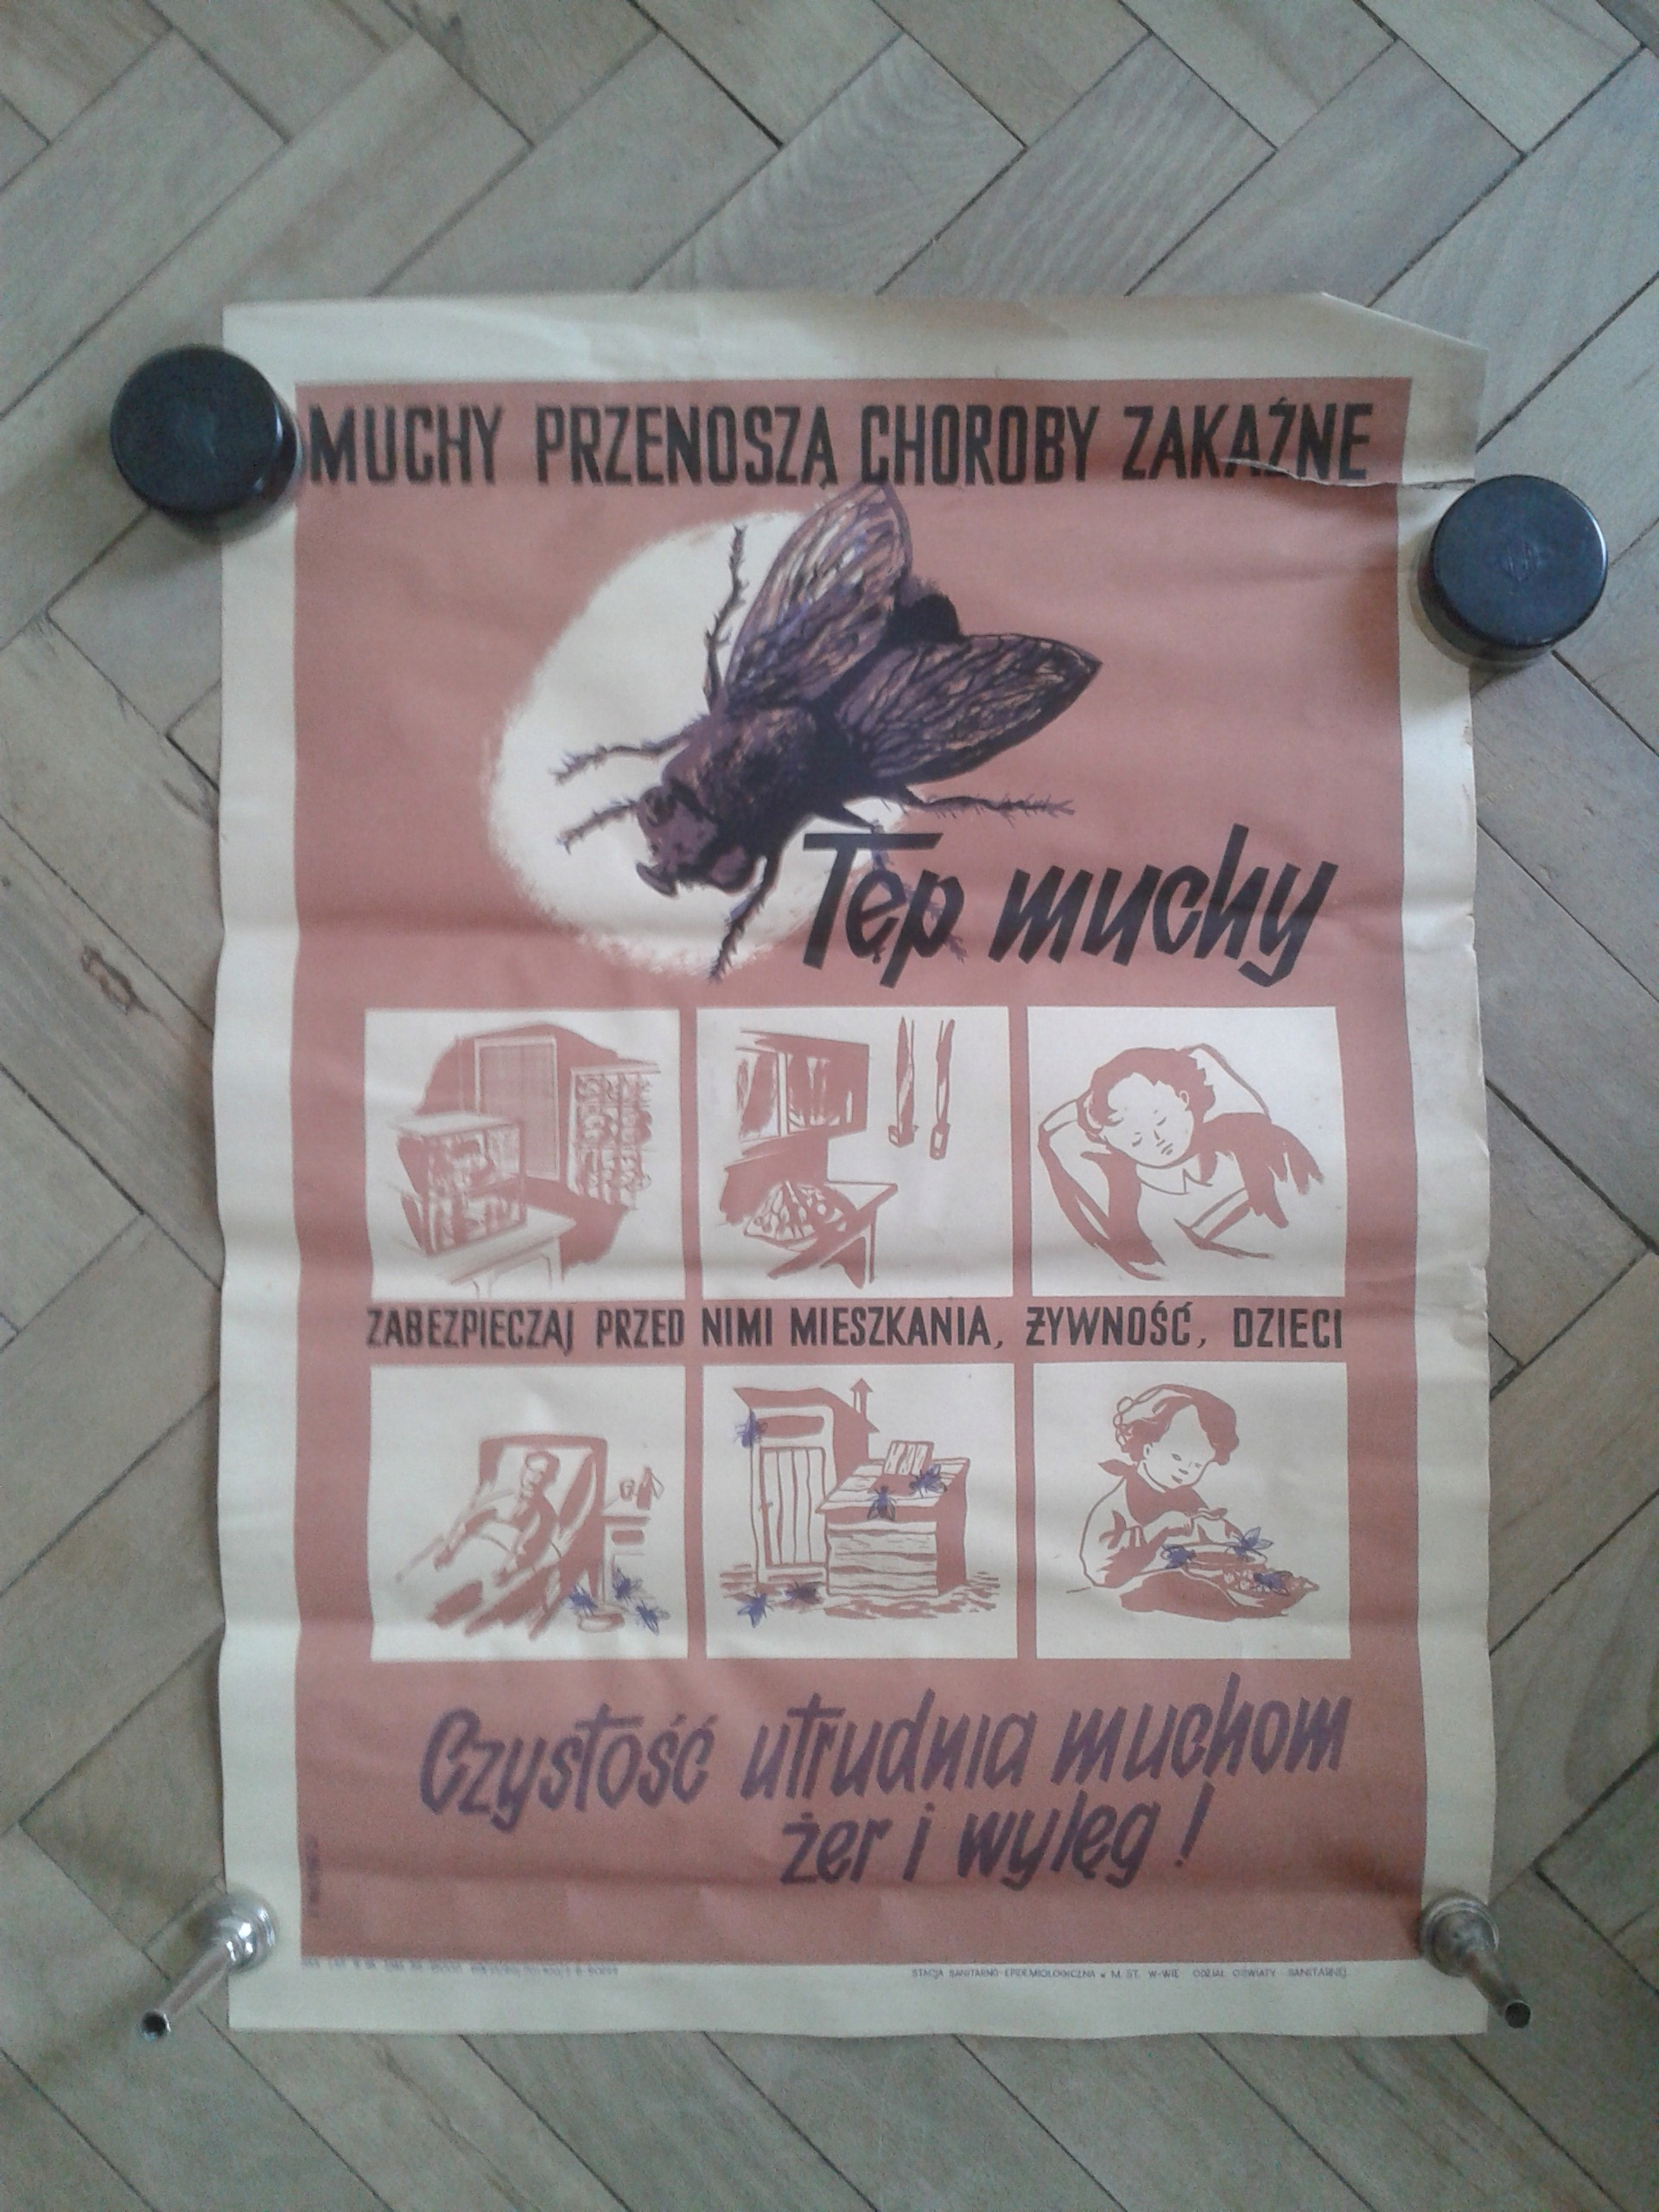 MUCHY PRZENOSZĄ CHOROBY ZAKAŹNE
Tęp muchy
ZABEZPIECZAJ PRZED NIMI MIESZKANIA, ŻYWNOŚĆ, DZIECI
Czystość utrudnia muchom
żer i wylęg!
STACJA SANITARNO-EPIDEMIOLOGICZNA w M. ST. W-WIE ODZIAŁ OŚWIATY SANITARNEJ